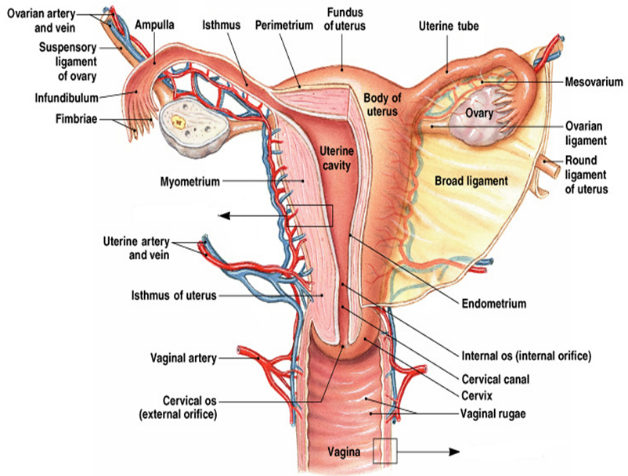 Ovarian artery
and vein
Ampulla
Isthmus
Perimetrium
Fundus
of uterus
Uterine tube
Suspensory
ligament
of ovary
Mesovarium
Infundibulum
Body of
uterus
Ovary
Fimbriae
Ovarian
ligament
Uterine
cavity
Round
ligament
of uterus
Myometrium
Broad ligament
Uterine artery
and vein
Isthmus of uterus
Endometrium
Vaginal artery
Internal os (internal orifice)
Cervical canal
Cervix
Cervical os
(external orifice)
Vaginal rugae
Vagina